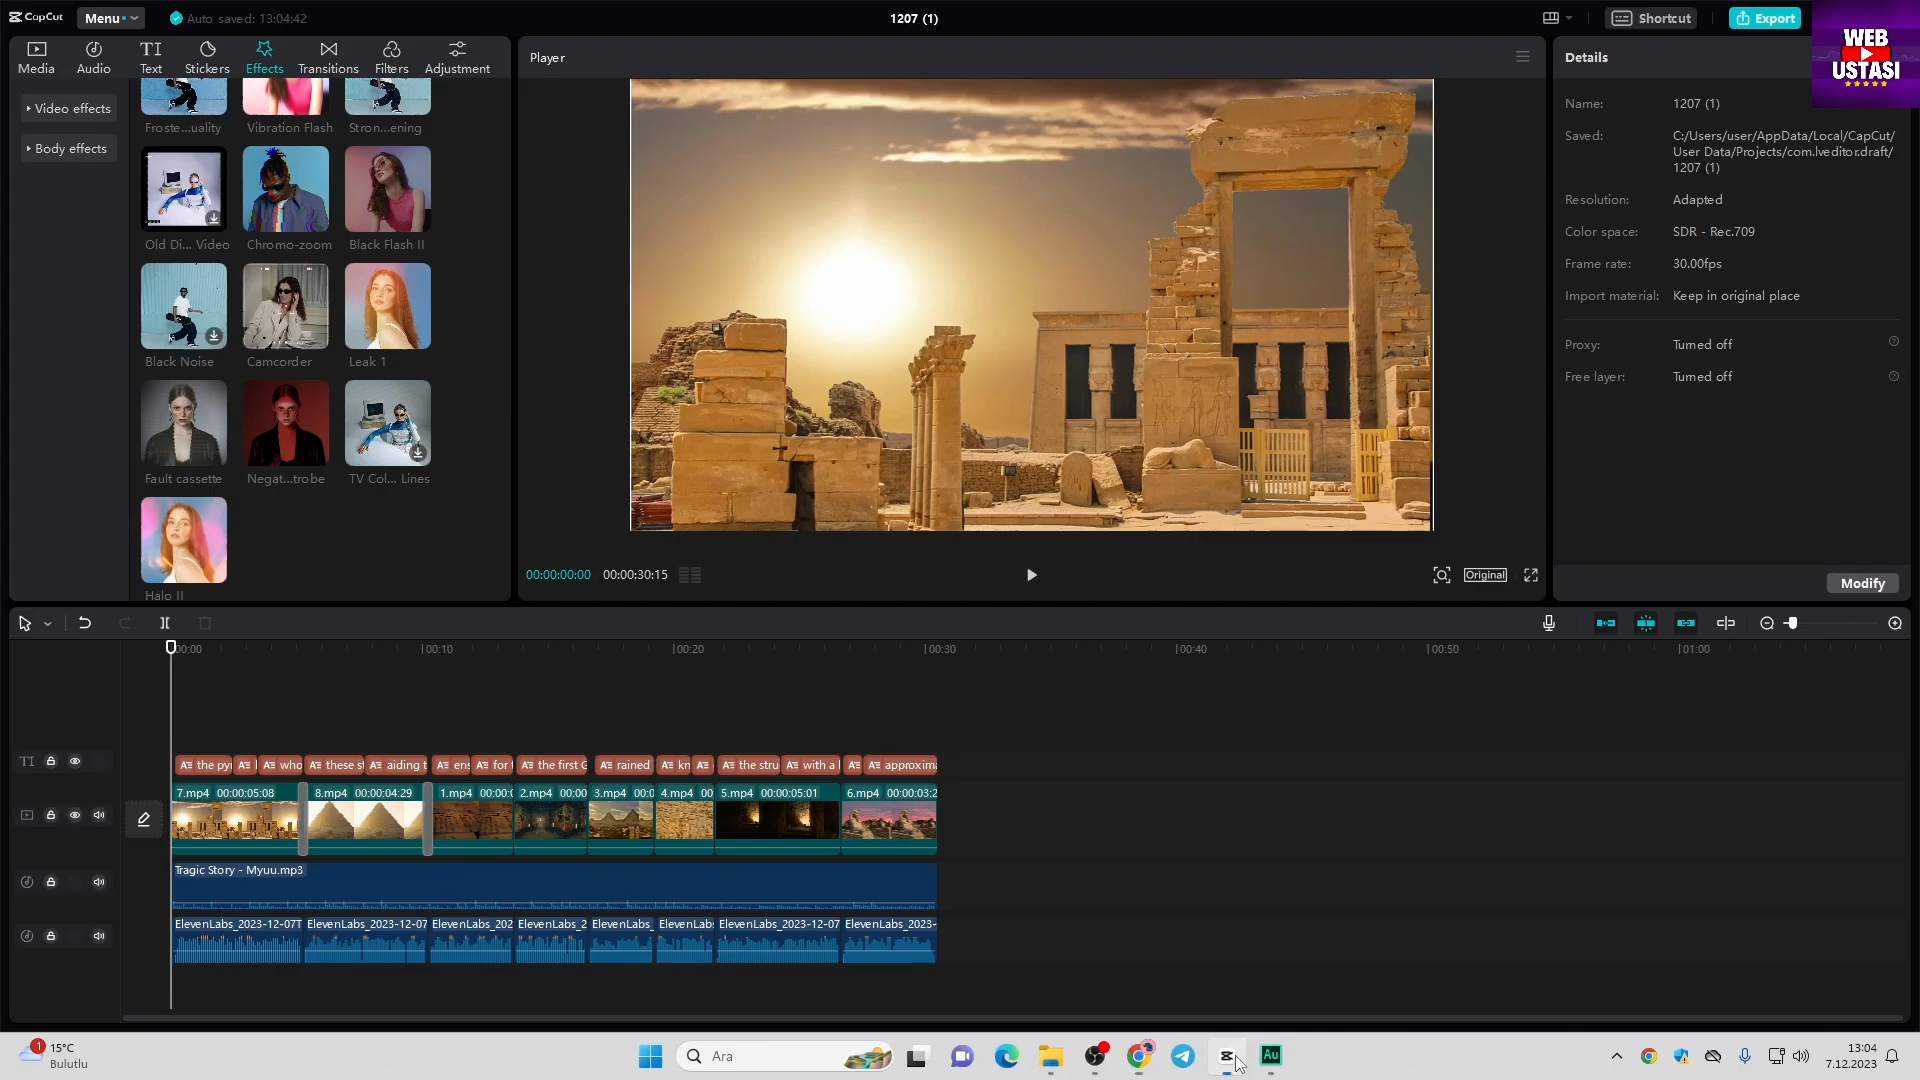 CapCut
Menu
Auto saved: 13:04:42
1207 (1)
Shortcut
Export
WEB
USTASI
Media
Audio
TI
Text
Stickers
Effects
Transitions
Filters
Adjustment
Player
Details
Video effects
Body effects
Froste...uality
Vibration Flash
Stron...ening
Old Di... Video
Chromo-zoom
Black Flash II
Black Noise
Camcorder
Leak 1
Fault cassette
Negat...trobe
TV Col... Lines
Halo II
Name: 1207 (1)
Saved: C:/Users/user/AppData/Local/CapCut/
User Data/Projects/com.lveditor.draft/
1207 (1)
Resolution: Adapted
Color space: SDR - Rec.709
Frame rate: 30.00fps
Import material: Keep in original place
Proxy: Turned off
Free layer: Turned off
Modify
00:00:00:00 00:00:30:15
Original
00:00 00:10 00:20 00:30 00:40 00:50 01:00
TI
the py
who
these s
aiding t
ens
for
the first G
rained
kn
the stru
with a
approxim
7.mp4 00:00:05:08
8.mp4 00:00:04:29
1.mp4 00:00:0
2.mp4 00:00
3.mp4 00:0
4.mp4 00
5.mp4 00:00:05:01
6.mp4 00:00:03:2
Tragic Story - Myuu.mp3
ElevenLabs_2023-12-07T
ElevenLabs_2023-12-07
ElevenLabs_202
ElevenLabs_2
ElevenLabs_
ElevenLabs
ElevenLabs_2023-12-07
ElevenLabs_2023-
1
15°C
Bulutlu
Ara
Au
13:04
7.12.2023